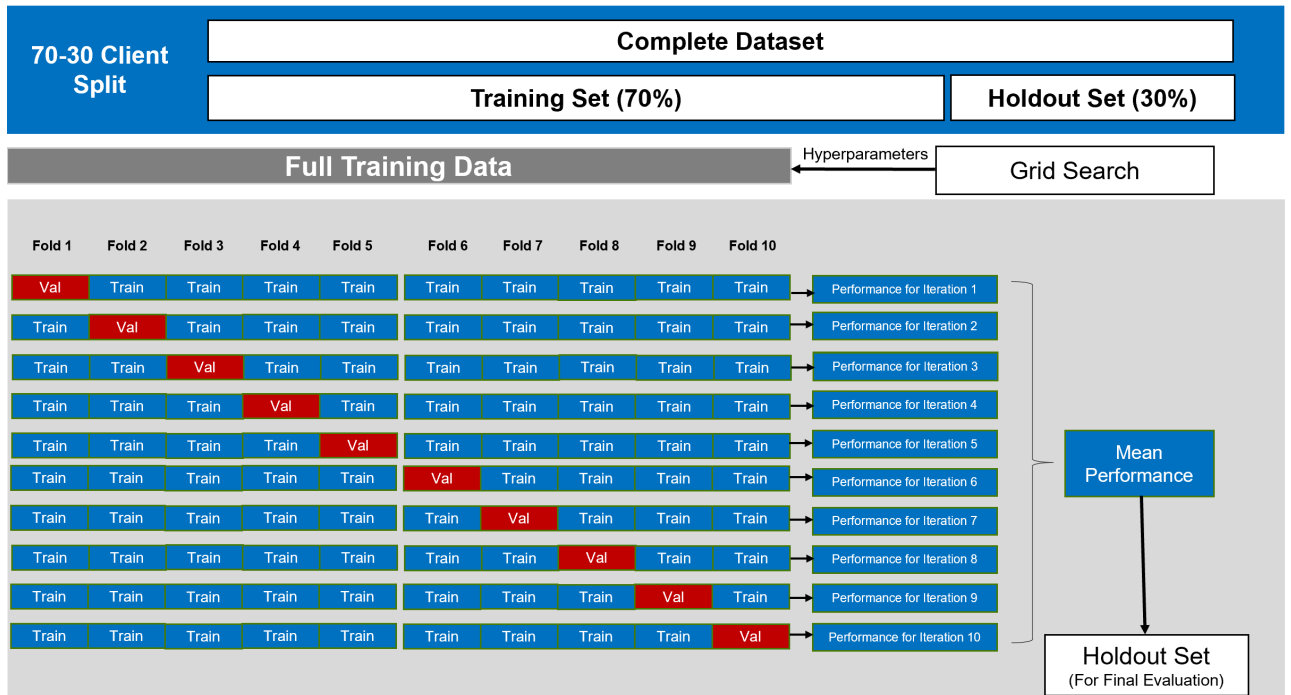 70-30 Client
Split
Complete Dataset
Training Set (70%)
Holdout Set (30%)
Full Training Data
Hyperparameters
Grid Search
Fold 1 Fold 2 Fold 3 Fold 4 Fold 5 Fold 6 Fold 7 Fold 8 Fold 9 Fold 10
Val Train Train Train Train Train Train Train Train Train Performance for Iteration 1
Train Val Train Train Train Train Train Train Train Train Performance for Iteration 2
Train Train Val Train Train Train Train Train Train Train Performance for Iteration 3
Train Train Train Val Train Train Train Train Train Train Performance for Iteration 4
Train Train Train Train Val Train Train Train Train Train Performance for Iteration 5
Train Train Train Train Train Val Train Train Train Train Performance for Iteration 6
Train Train Train Train Train Train Val Train Train Train Performance for Iteration 7
Train Train Train Train Train Train Train Val Train Train Performance for Iteration 8
Train Train Train Train Train Train Train Train Val Train Performance for Iteration 9
Train Train Train Train Train Train Train Train Train Val Performance for Iteration 10
Mean
Performance
Holdout Set
(For Final Evaluation)